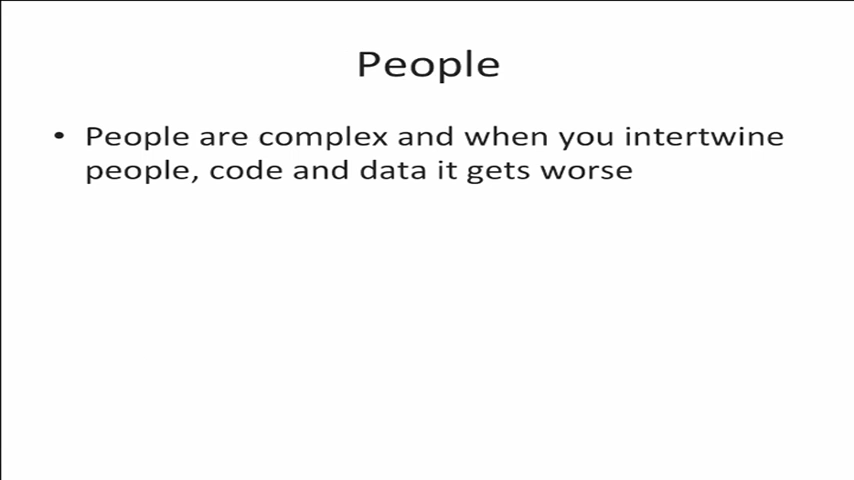 People
• People are complex and when you intertwine
people, code and data it gets worse